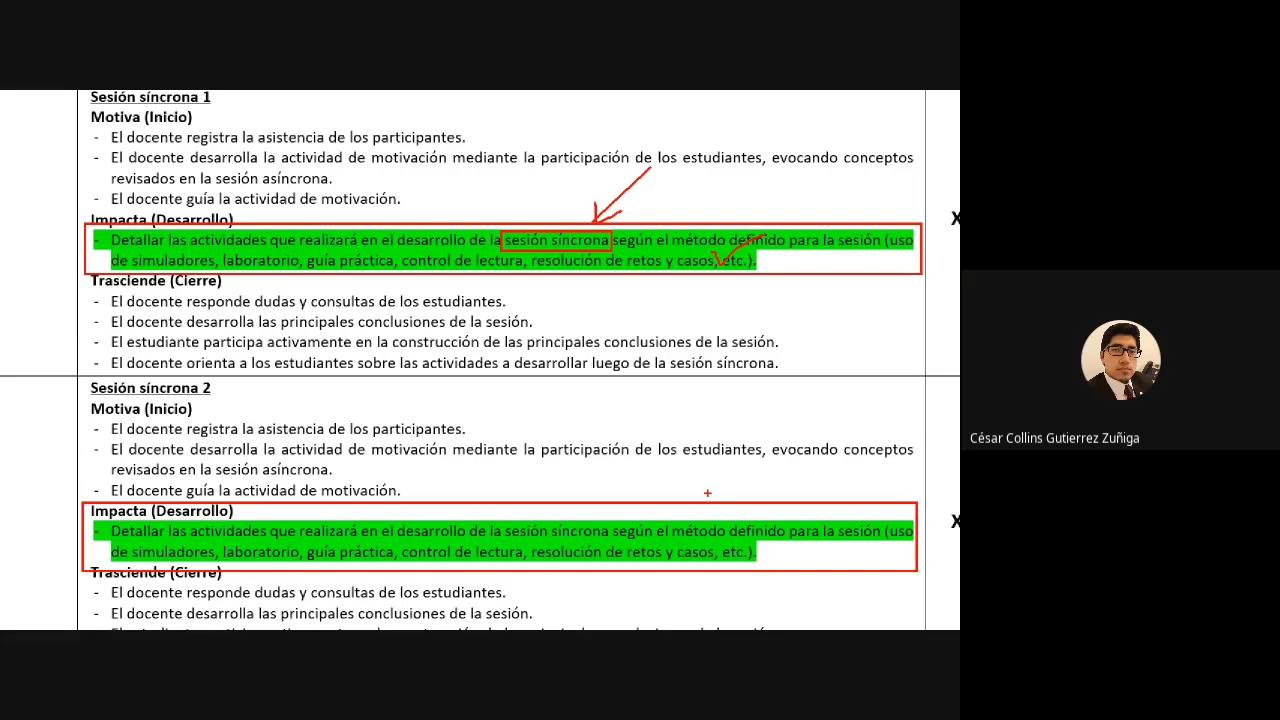 Sesión síncrona 1
Motiva (Inicio)
- El docente registra la asistencia de los participantes.
- El docente desarrolla la actividad de motivación mediante la participación de los estudiantes, evocando conceptos
revisados en la sesión asíncrona.
- El docente guía la actividad de motivación.
Impacta (Desarrollo)
- Detallar las actividades que realizará en el desarrollo de la sesión síncrona según el método definido para la sesión (uso
de simuladores, laboratorio, guía práctica, control de lectura, resolución de retos y casos, etc.).
X
Trasciende (Cierre)
- El docente responde dudas y consultas de los estudiantes.
- El docente desarrolla las principales conclusiones de la sesión.
- El estudiante participa activamente en la construcción de las principales conclusiones de la sesión.
- El docente orienta a los estudiantes sobre las actividades a desarrollar luego de la sesión síncrona.
Sesión síncrona 2
Motiva (Inicio)
- El docente registra la asistencia de los participantes.
- El docente desarrolla la actividad de motivación mediante la participación de los estudiantes, evocando conceptos
revisados en la sesión asíncrona.
- El docente guía la actividad de motivación.
Impacta (Desarrollo)
- Detallar las actividades que realizará en el desarrollo de la sesión síncrona según el método definido para la sesión (uso
de simuladores, laboratorio, guía práctica, control de lectura, resolución de retos y casos, etc.).
X
Trasciende (Cierre)
- El docente responde dudas y consultas de los estudiantes.
- El docente desarrolla las principales conclusiones de la sesión.
César Collins Gutierrez Zuñiga